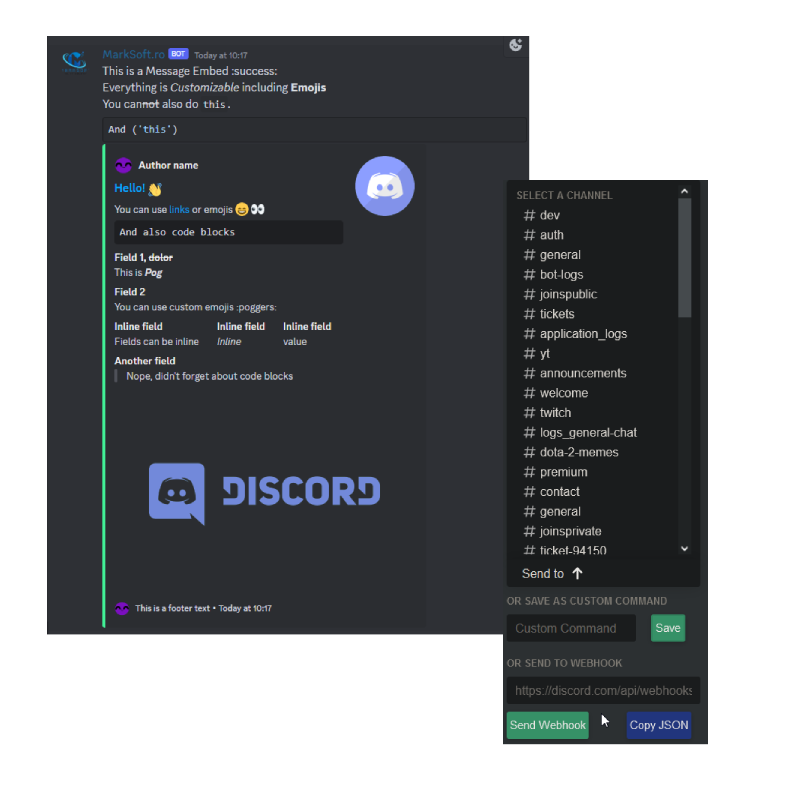 MarkSoft.ro BOT Today at 10:17
This is a Message Embed :success:
Everything is Customizable including Emojis
You cannot also do this.
And ('this')
Author name
Hello! 👋
You can use links or emojis 😄 👀
And also code blocks
Field 1, dolor
This is Pog
Field 2
You can use custom emojis :poggers:
Inline field Inline field Inline field
Fields can be inline Inline value
Another field
Nope, didn't forget about code blocks
DISCORD
This is a footer text • Today at 10:17
SELECT A CHANNEL
# dev
# auth
# general
# bot-logs
# joinspublic
# tickets
# application_logs
# yt
# announcements
# welcome
# twitch
# logs_general-chat
# dota-2-memes
# premium
# contact
# general
# joinsprivate
# ticket-94150
Send to ↑
OR SAVE AS CUSTOM COMMAND
Custom Command Save
OR SEND TO WEBHOOK
https://discord.com/api/webhooks
Send Webhook Copy JSON